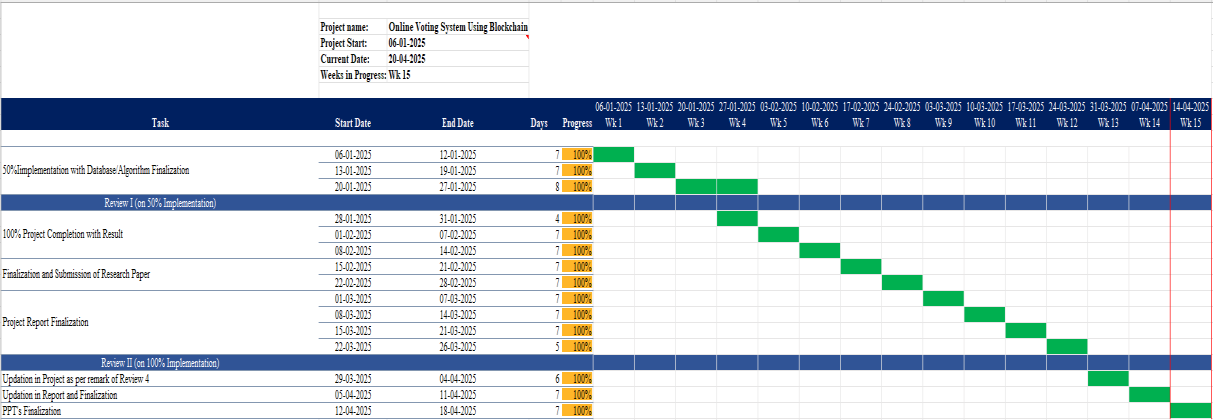 Project name: Online Voting System Using Blockchain
Project Start: 06-01-2025
Current Date: 20-04-2025
Weeks in Progress: Wk 15
06-01-2025 13-01-2025 20-01-2025 27-01-2025 03-02-2025 10-02-2025 17-02-2025 24-02-2025 03-03-2025 10-03-2025 17-03-2025 24-03-2025 31-03-2025 07-04-2025 14-04-2025
Task Start Date End Date Days Progress Wk 1 Wk 2 Wk 3 Wk 4 Wk 5 Wk 6 Wk 7 Wk 8 Wk 9 Wk 10 Wk 11 Wk 12 Wk 13 Wk 14 Wk 15
06-01-2025 12-01-2025 7 100%
50%Iimplementation with Database/Algorithm Finalization 13-01-2025 19-01-2025 7 100%
20-01-2025 27-01-2025 8 100%
Review I (on 50% Implementation)
28-01-2025 31-01-2025 4 100%
100% Project Completion with Result 01-02-2025 07-02-2025 7 100%
08-02-2025 14-02-2025 7 100%
15-02-2025 21-02-2025 7 100%
Finalization and Submission of Research Paper
22-02-2025 28-02-2025 7 100%
01-03-2025 07-03-2025 7 100%
08-03-2025 14-03-2025 7 100%
Project Report Finalization
15-03-2025 21-03-2025 7 100%
22-03-2025 26-03-2025 5 100%
Review II (on 100% Implementation)
Updation in Project as per remark of Review 4 29-03-2025 04-04-2025 6 100%
Updation in Report and Finalization 05-04-2025 11-04-2025 7 100%
PPT's Finalization 12-04-2025 18-04-2025 7 100%